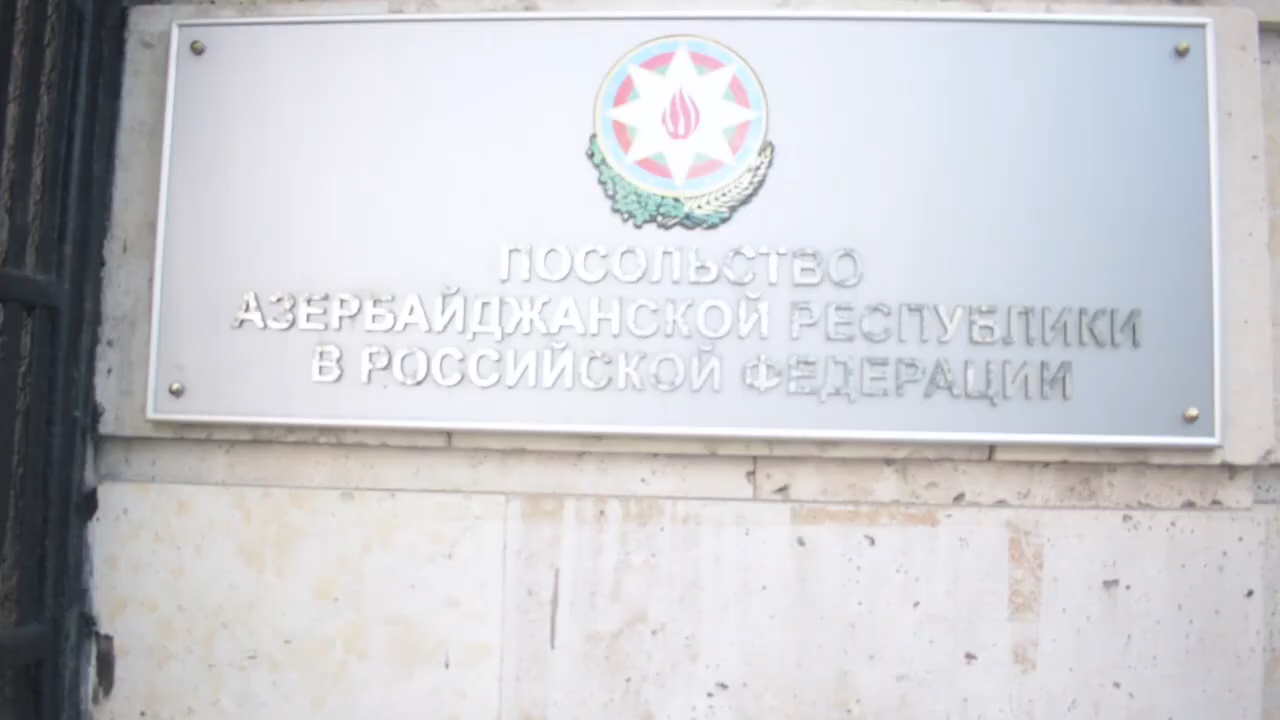 ПОСОЛЬСТВО
АЗЕРБАЙДЖАНСКОЙ РЕСПУБЛИКИ
В РОССИЙСКОЙ ФЕДЕРАЦИИ